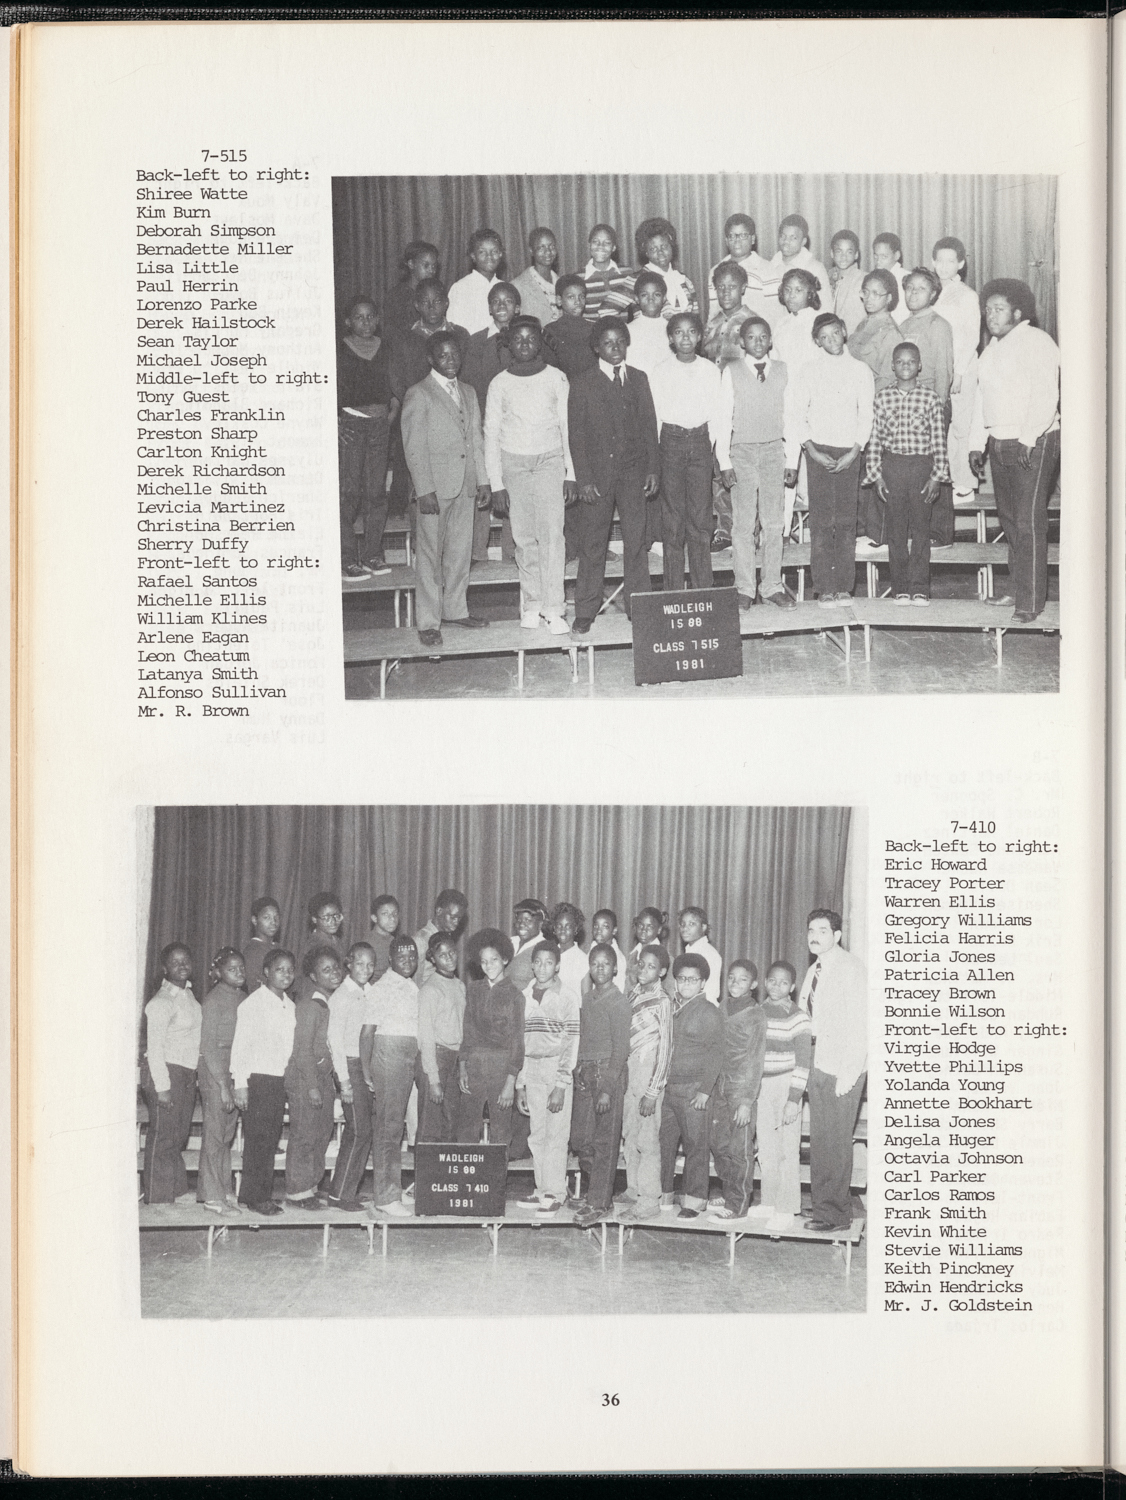 7-515
Back-left to right:
Shiree Watte
Kim Burn
Deborah Simpson
Bernadette Miller
Lisa Little
Paul Herrin
Lorenzo Parke
Derek Hailstock
Sean Taylor
Michael Joseph
Middle-left to right:
Tony Guest
Charles Franklin
Preston Sharp
Carlton Knight
Derek Richardson
Michelle Smith
Levicia Martinez
Christina Berrien
Sherry Duffy
Front-left to right:
Rafael Santos
Michelle Ellis
William Klines
Arlene Eagan
Leon Cheatum
Latanya Smith
Alfonso Sullivan
Mr. R. Brown
WADLEIGH
IS 88
CLASS 7 515
1981
WADLEIGH
IS 88
CLASS 7 410
1981
7-410
Back-left to right:
Eric Howard
Tracey Porter
Warren Ellis
Gregory Williams
Felicia Harris
Gloria Jones
Patricia Allen
Tracey Brown
Bonnie Wilson
Front-left to right:
Virgie Hodge
Yvette Phillips
Yolanda Young
Annette Bookhart
Delisa Jones
Angela Huger
Octavia Johnson
Carl Parker
Carlos Ramos
Frank Smith
Kevin White
Stevie Williams
Keith Pinckney
Edwin Hendricks
Mr. J. Goldstein
36